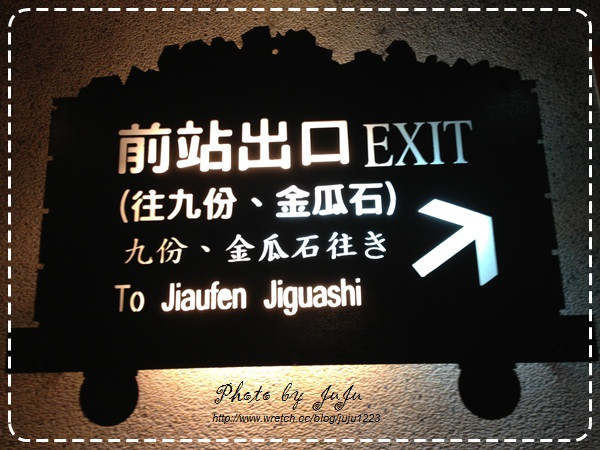 前站出口 EXIT
(往九份、金瓜石)
九份、金瓜石往き
To Jiaufen Jiguashi
Photo by JuJu
http://www.wretch.cc/blog/juju1223